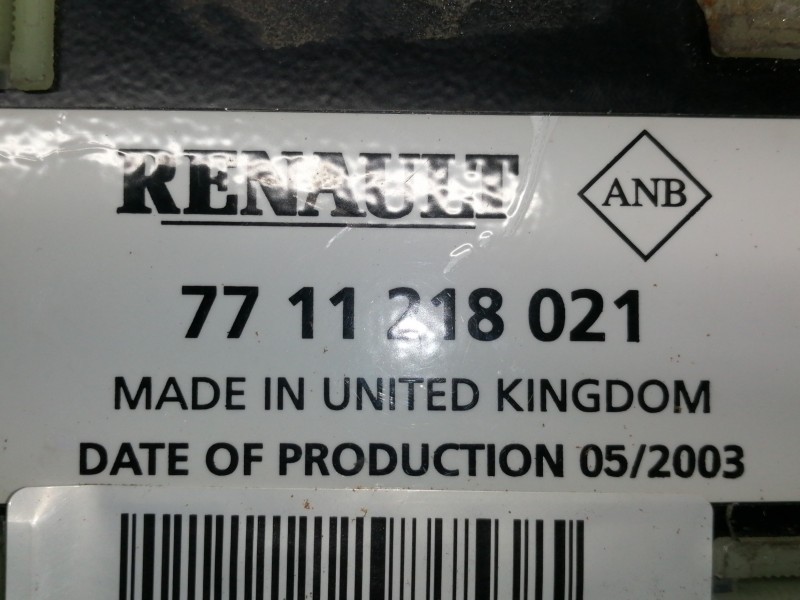 RENAULT
ANB
77 11 218 021
MADE IN UNITED KINGDOM
DATE OF PRODUCTION 05/2003